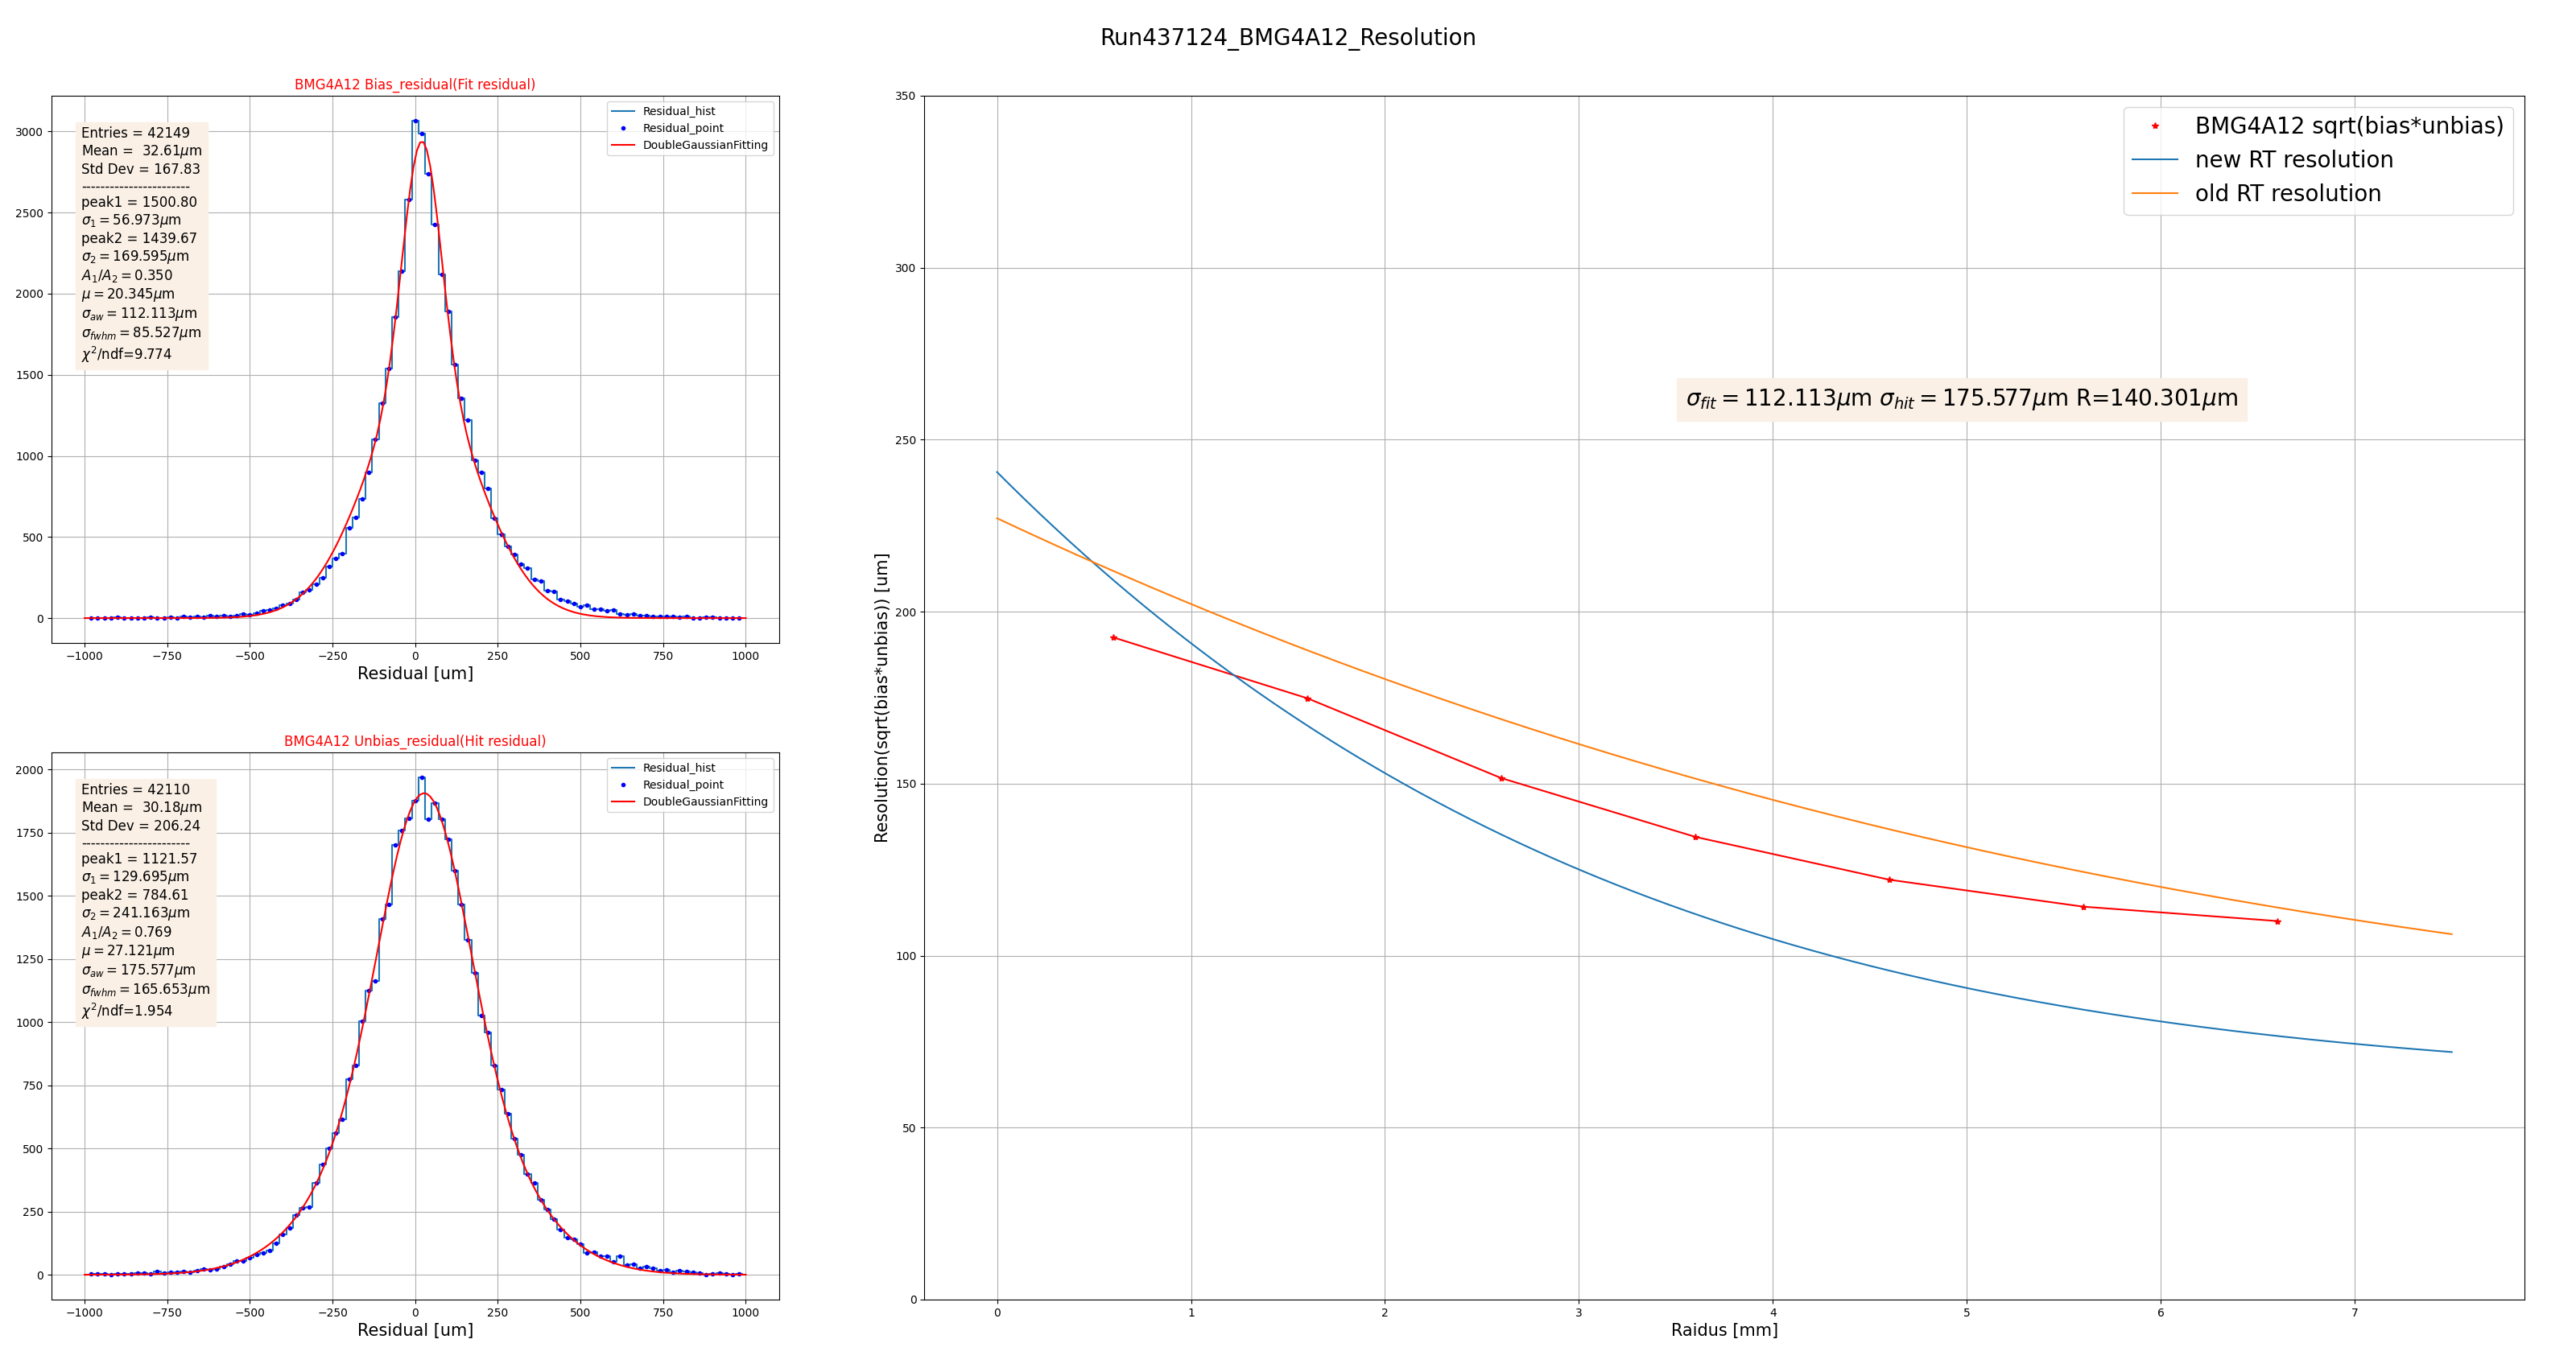 Run437124_BMG4A12_Resolution
BMG4A12 Bias_residual(Fit residual)
Entries = 42149
Mean =  32.61μm
Std Dev = 167.83
-----------------------
peak1 = 1500.80
σ₁ = 56.973μm
peak2 = 1439.67
σ₂ = 169.595μm
A₁/A₂ = 0.350
μ = 20.345μm
σ_aw = 112.113μm
σ_fwhm = 85.527μm
χ²/ndf=9.774
Residual_hist
Residual_point
DoubleGaussianFitting
3000
2500
2000
1500
1000
500
0
−1000 −750 −500 −250 0 250 500 750 1000
Residual [um]
BMG4A12 Unbias_residual(Hit residual)
Entries = 42110
Mean =  30.18μm
Std Dev = 206.24
-----------------------
peak1 = 1121.57
σ₁ = 129.695μm
peak2 = 784.61
σ₂ = 241.163μm
A₁/A₂ = 0.769
μ = 27.121μm
σ_aw = 175.577μm
σ_fwhm = 165.653μm
χ²/ndf=1.954
Residual_hist
Residual_point
DoubleGaussianFitting
2000
1750
1500
1250
1000
750
500
250
0
−1000 −750 −500 −250 0 250 500 750 1000
Residual [um]
BMG4A12 sqrt(bias*unbias)
new RT resolution
old RT resolution
σ_fit = 112.113μm σ_hit = 175.577μm R=140.301μm
Resolution(sqrt(bias*unbias)) [um]
350
300
250
200
150
100
50
0
0 1 2 3 4 5 6 7
Raidus [mm]